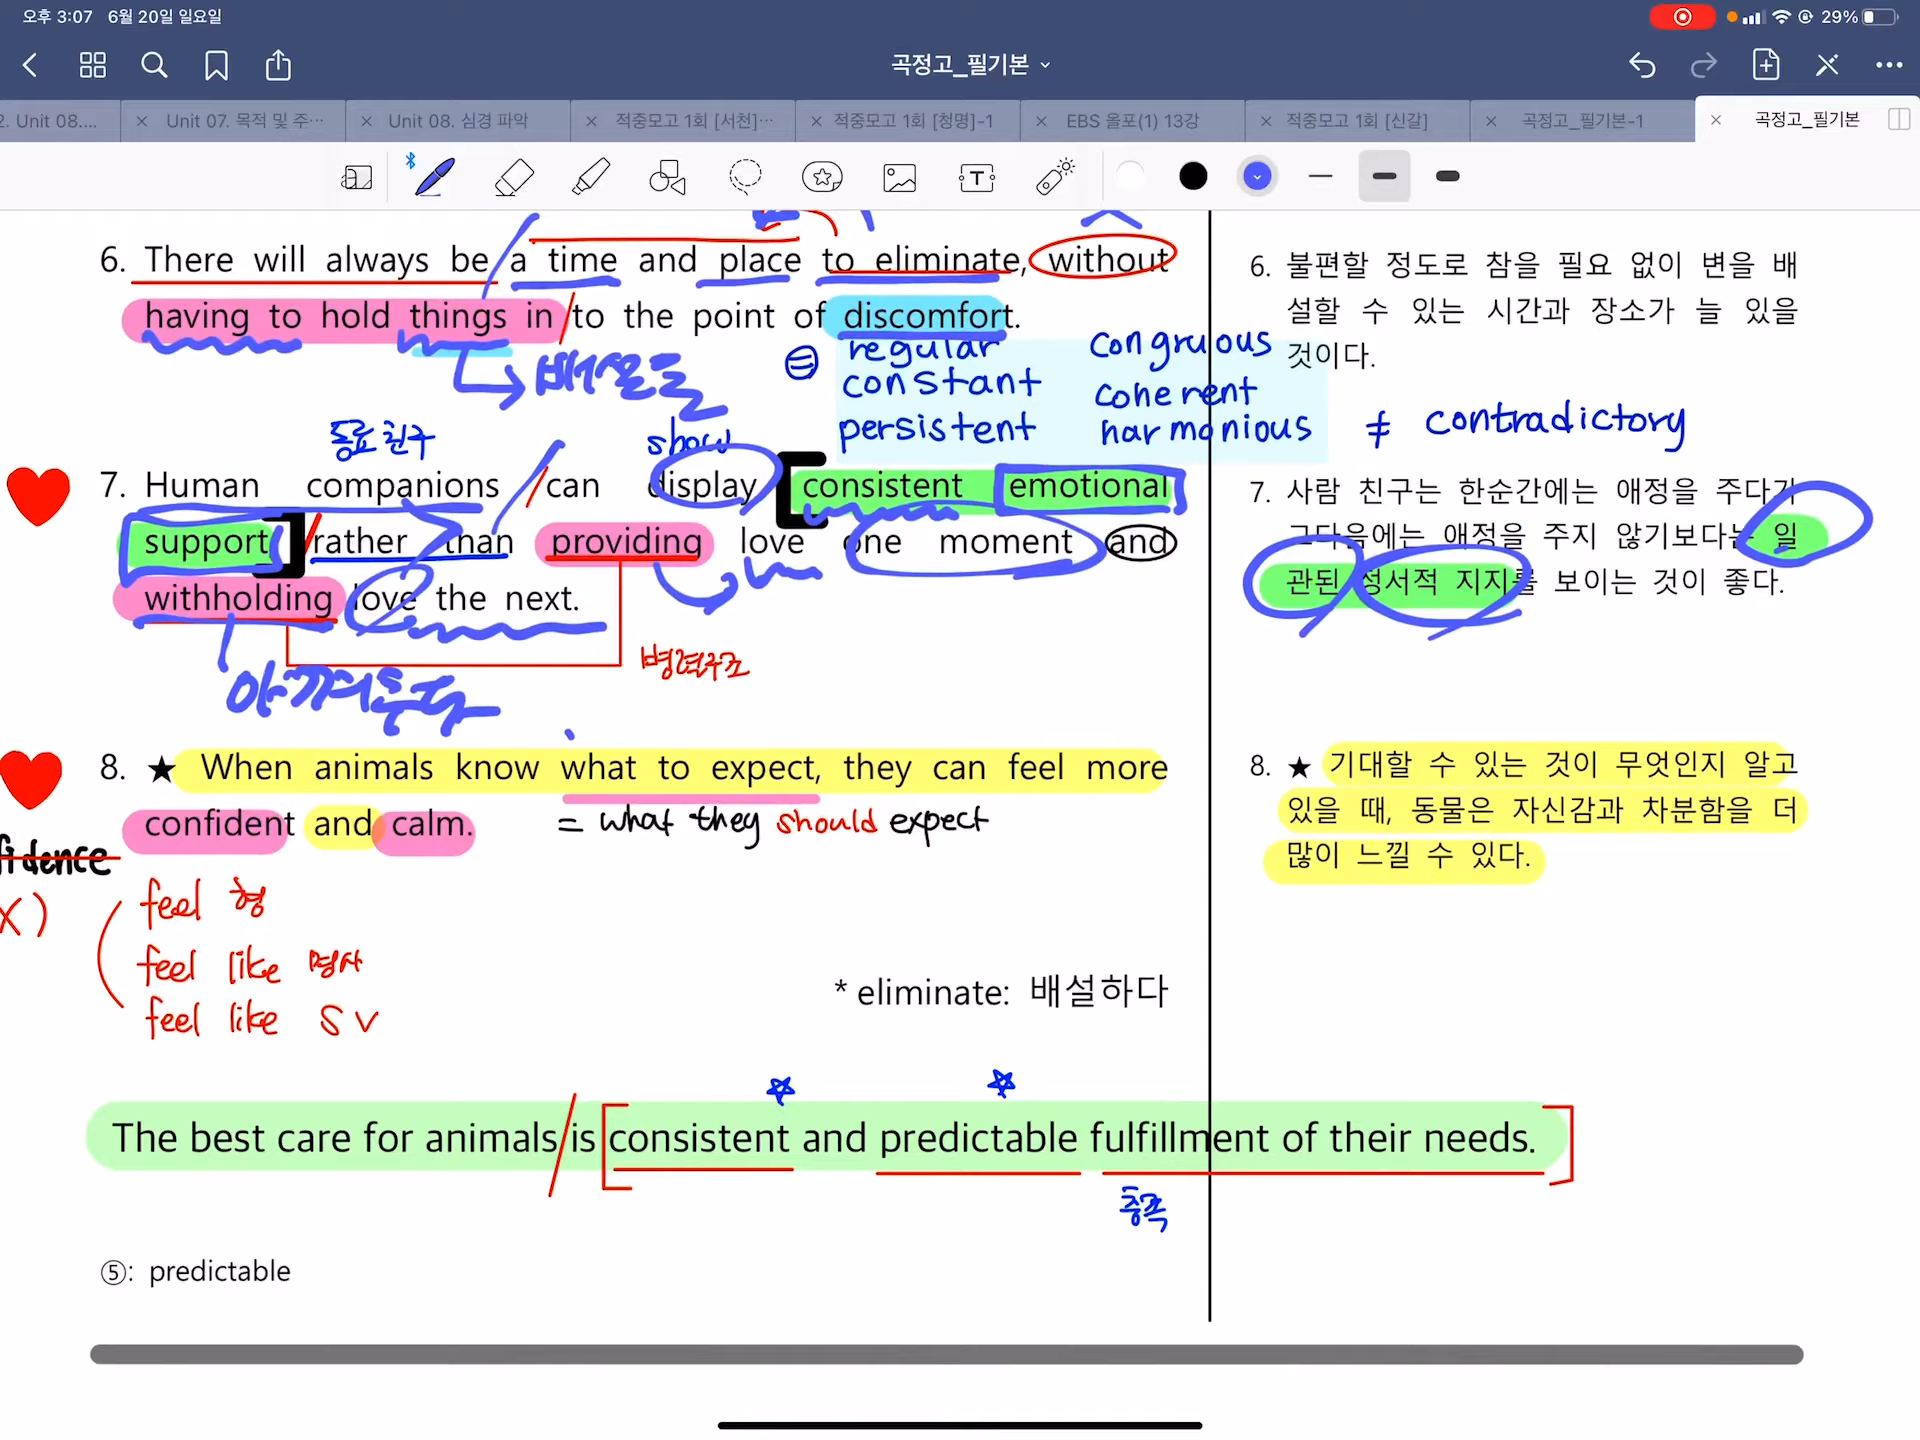 오후 3:07 6월 20일 일요일
29%
곡정고_필기본
2. Unit 08....
Unit 07. 목적 및 주…
Unit 08. 심경 파악
적중모고 1회 [서천]…
적중모고 1회 [청명]-1
EBS 올포(1) 13강
적중모고 1회 [신갈]
곡정고_필기본-1
곡정고_필기본
6. There will always be a time and place to eliminate, without
having to hold things in to the point of discomfort.
배설물들
= regular congruous
constant coherent
persistent harmonious
≠ contradictory
동료 친구 show
7. Human companions can display consistent emotional
support rather than providing love one moment and
withholding love the next.
병렬구조
아껴두다
8. ★ When animals know what to expect, they can feel more
confident and calm.
= what they should expect
fidence
X)
feel 형
feel like 명사
feel like S V
* eliminate: 배설하다
The best care for animals is consistent and predictable fulfillment of their needs.
충족
⑤: predictable
6. 불편할 정도로 참을 필요 없이 변을 배
설할 수 있는 시간과 장소가 늘 있을
것이다.
7. 사람 친구는 한순간에는 애정을 주다가
그다음에는 애정을 주지 않기보다는 일
관된 정서적 지지를 보이는 것이 좋다.
8. ★ 기대할 수 있는 것이 무엇인지 알고
있을 때, 동물은 자신감과 차분함을 더
많이 느낄 수 있다.